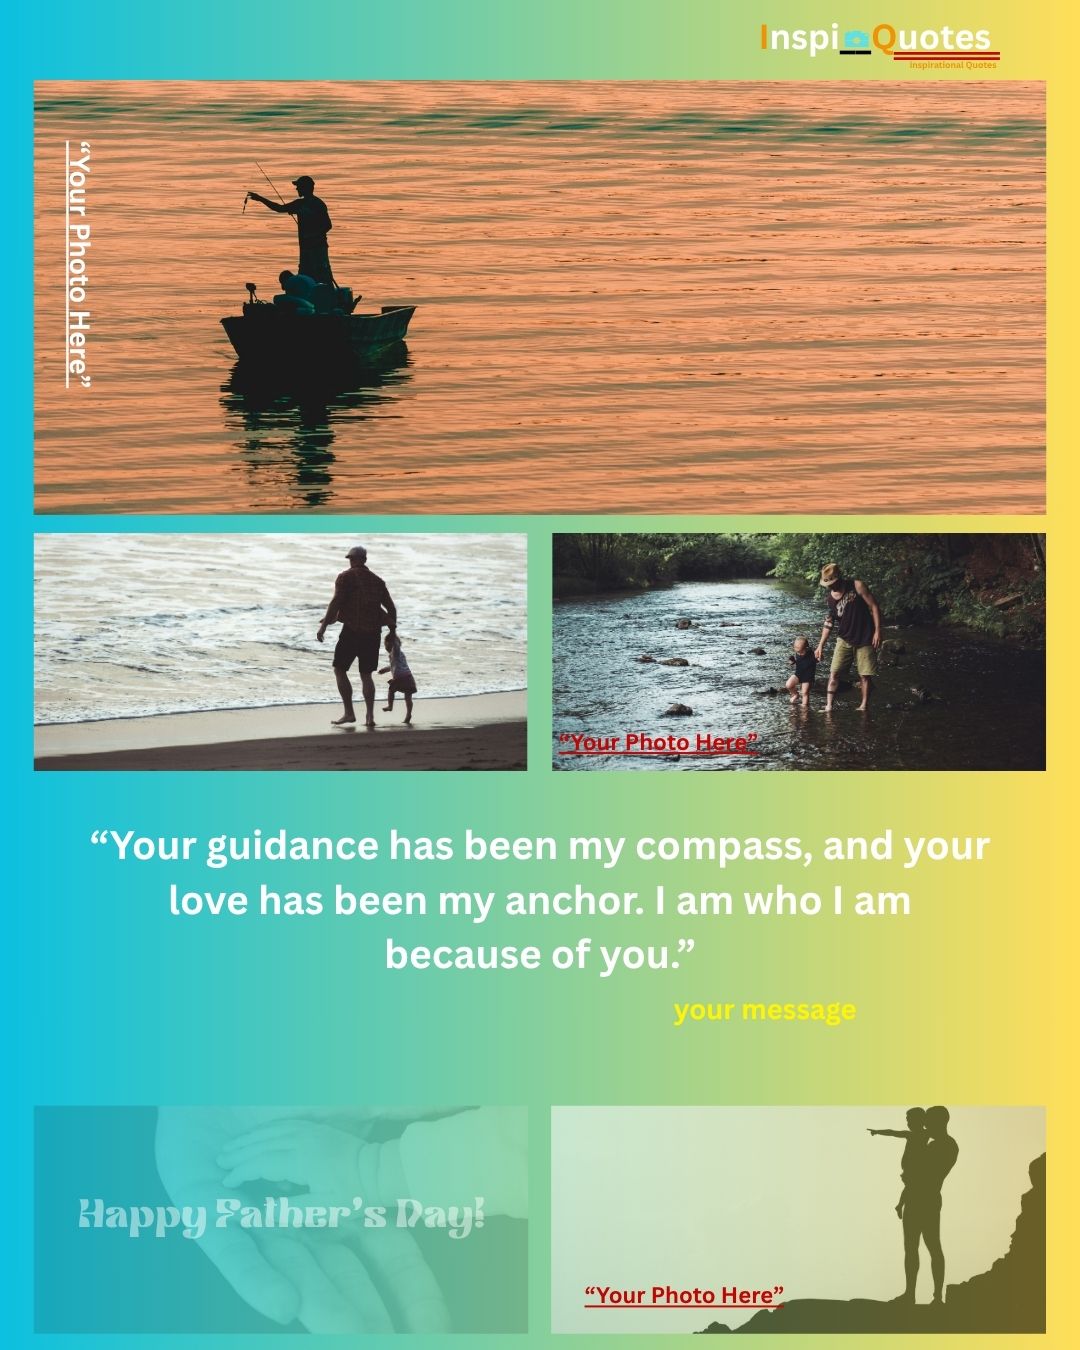 InspiQuotes
Inspirational Quotes
“Your Photo Here”
“Your Photo Here”
“Your guidance has been my compass, and your
love has been my anchor. I am who I am
because of you.”
your message
Happy Father’s Day!
“Your Photo Here”